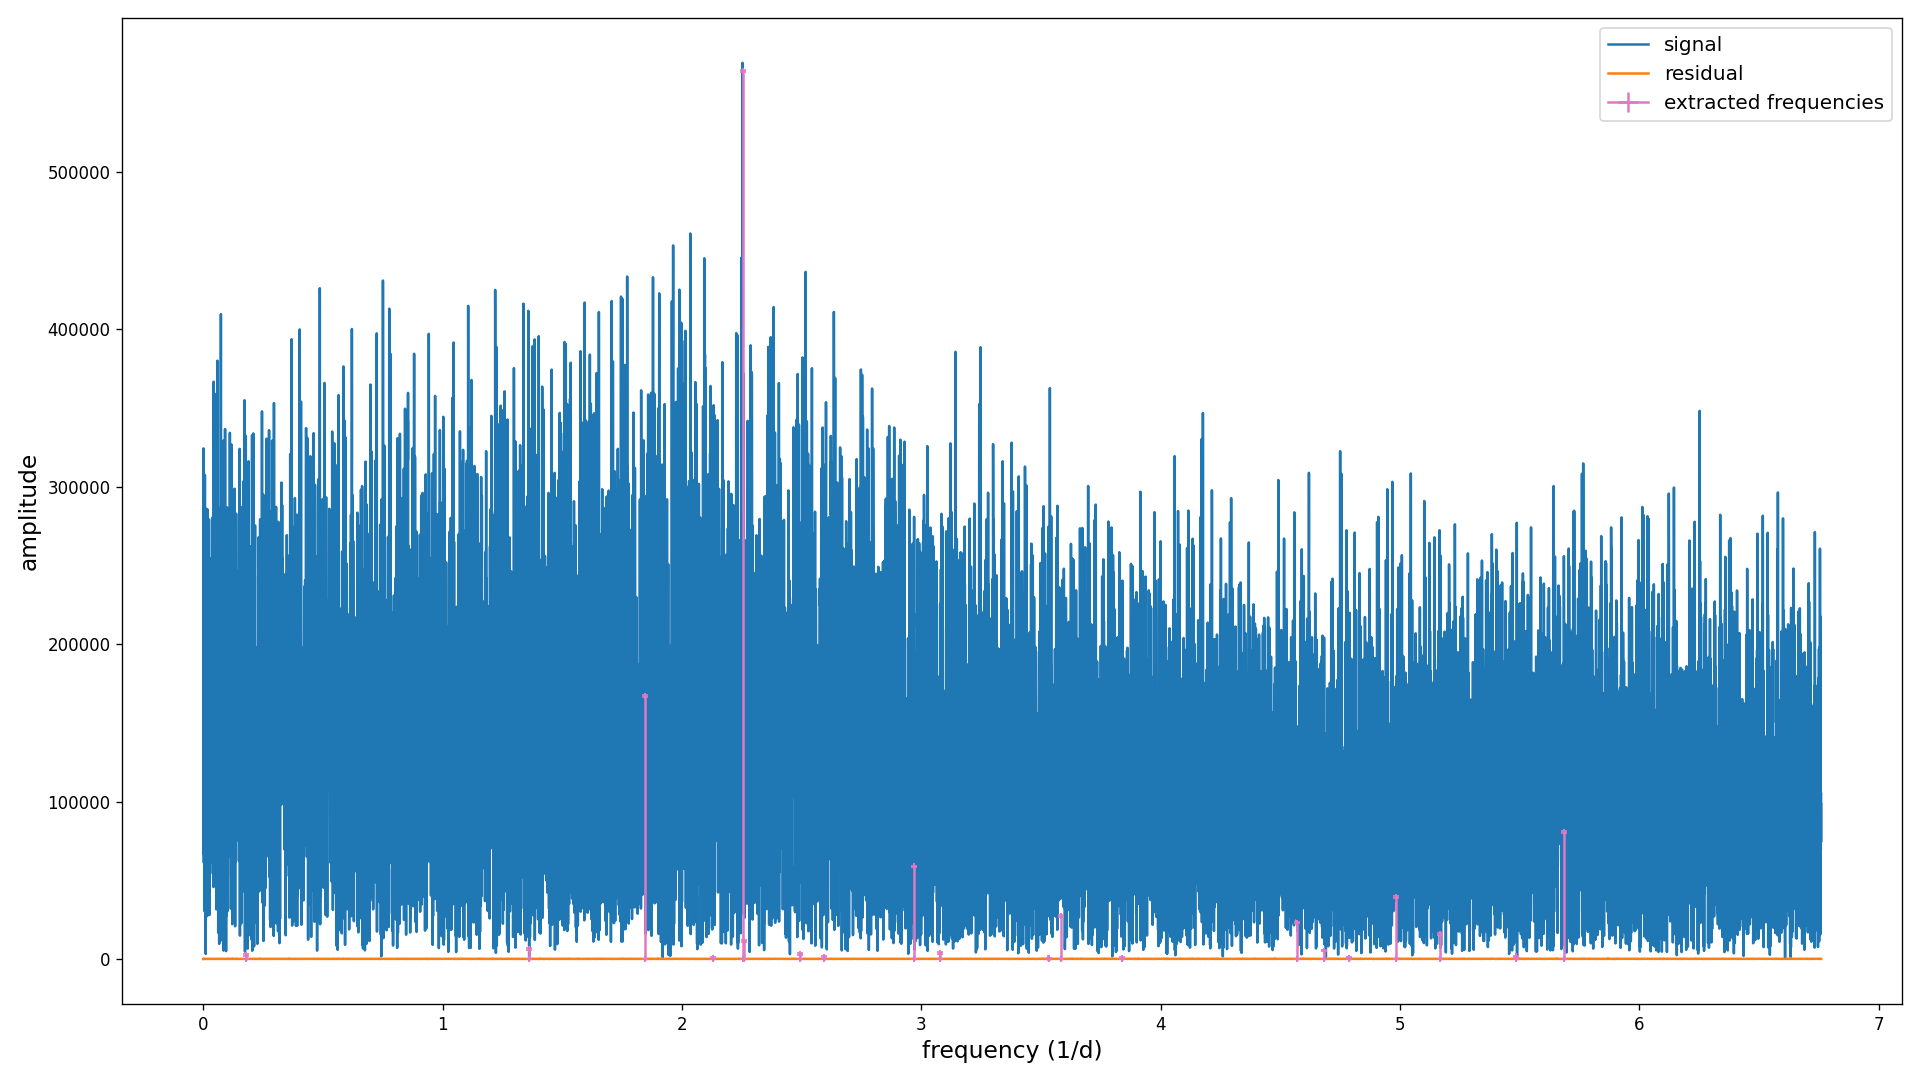 signal
residual
extracted frequencies
amplitude
500000
400000
300000
200000
100000
0
0 1 2 3 4 5 6 7
frequency (1/d)